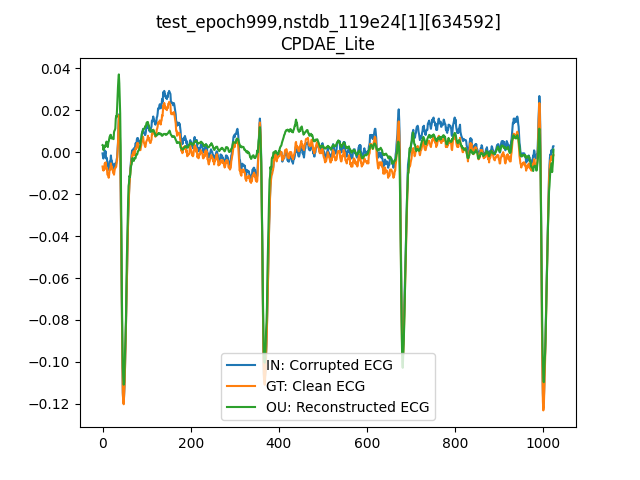 test_epoch999,nstdb_119e24[1][634592]
CPDAE_Lite
0.04
0.02
0.00
−0.02
−0.04
−0.06
−0.08
−0.10
−0.12
IN: Corrupted ECG
GT: Clean ECG
OU: Reconstructed ECG
0 200 400 600 800 1000